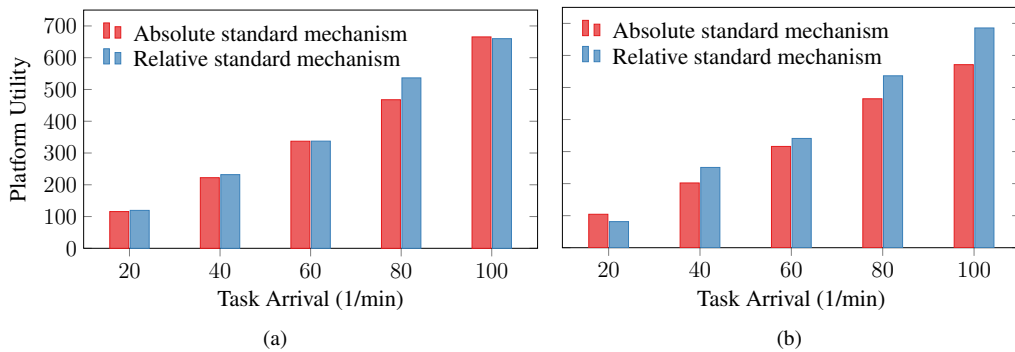 700
600
500
400
300
200
100
0
Platform Utility
Absolute standard mechanism
Relative standard mechanism
20 40 60 80 100
Task Arrival (1/min)
(a)
Absolute standard mechanism
Relative standard mechanism
20 40 60 80 100
Task Arrival (1/min)
(b)